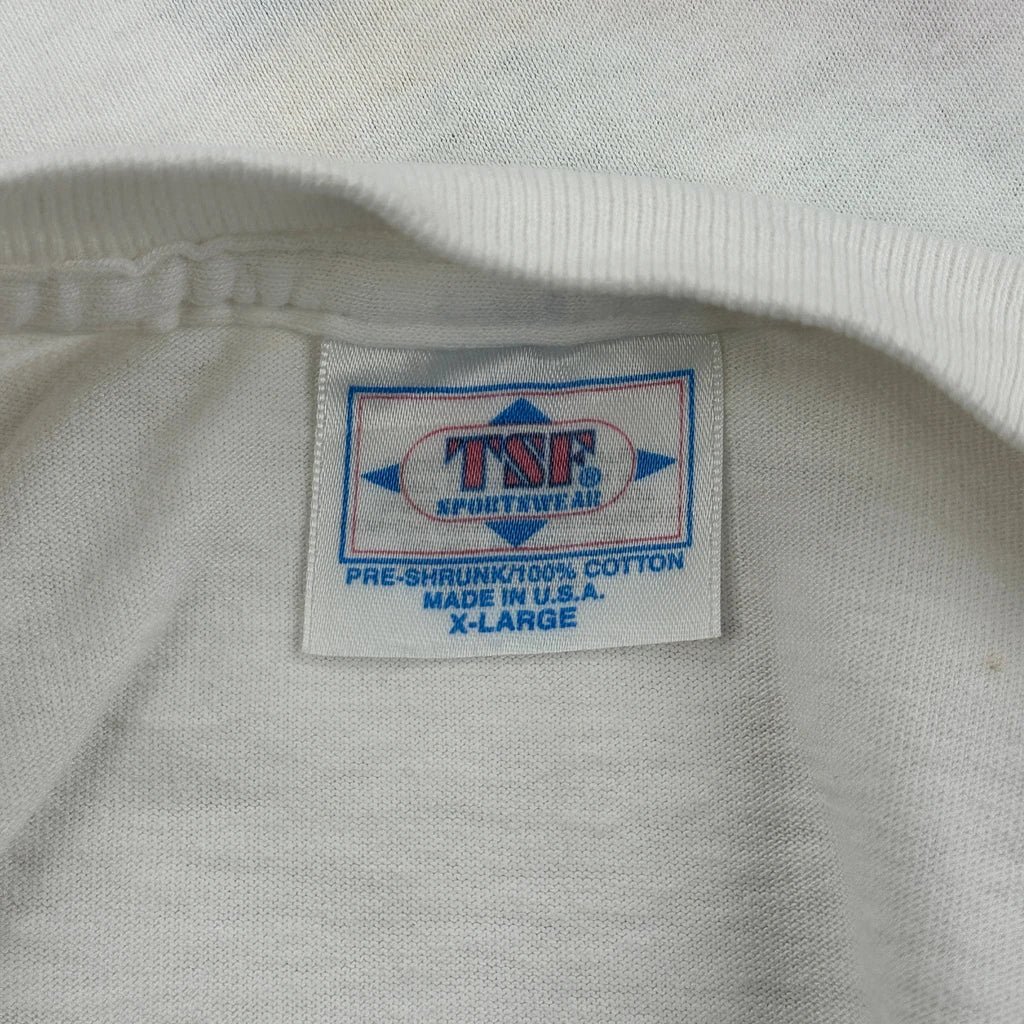 TSF®
SPORTSWEAR
PRE-SHRUNK/100% COTTON
MADE IN U.S.A.
X-LARGE